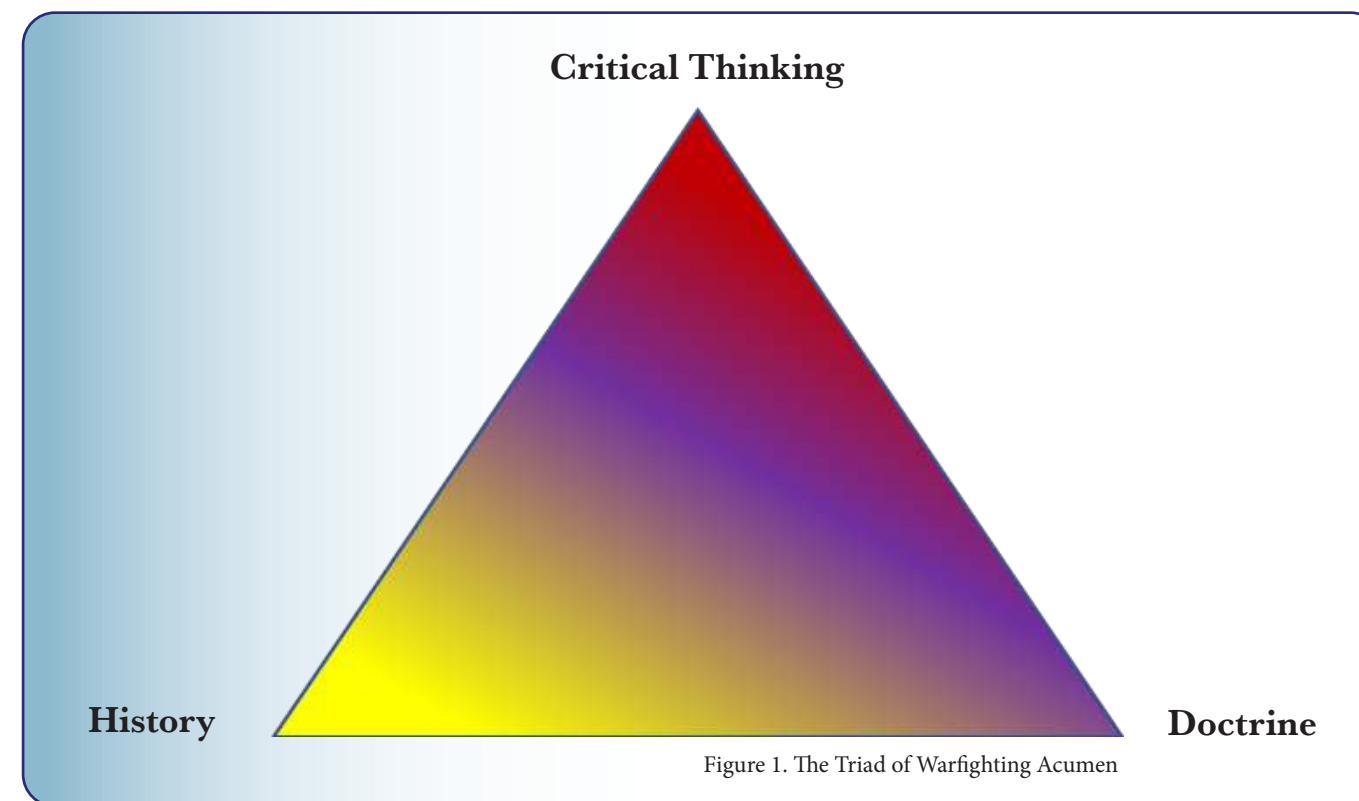 Critical Thinking
History
Doctrine
Figure 1. The Triad of Warfighting Acumen